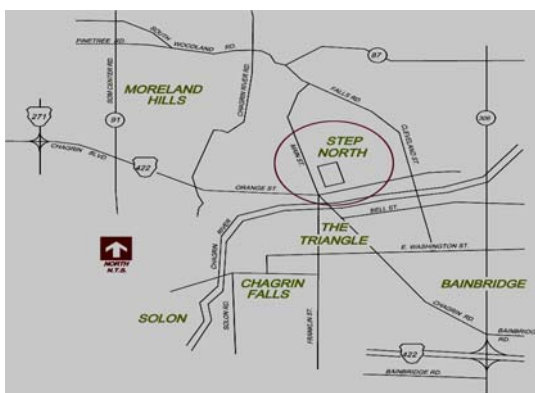 SOUTH
PINETREE RD.
WOODLAND RD.
87
SOM CENTER RD.
CHAGRIN RIVER RD.
MORELAND
HILLS
FALLS RD.
271
91
306
CHAGRIN BLVD.
422
MAIN ST.
STEP
NORTH
CLEVELAND ST.
ORANGE ST.
BELL ST.
RIVER
CHAGRIN
THE
TRIANGLE
E. WASHINGTON ST.
NORTH
N.T.S.
CHAGRIN
FALLS
BAINBRIDGE
SOLON
SOLON RD.
FRANKLIN ST.
CHAGRIN RD.
BAINBRIDGE
RD.
422
BAINBRIDGE RD.